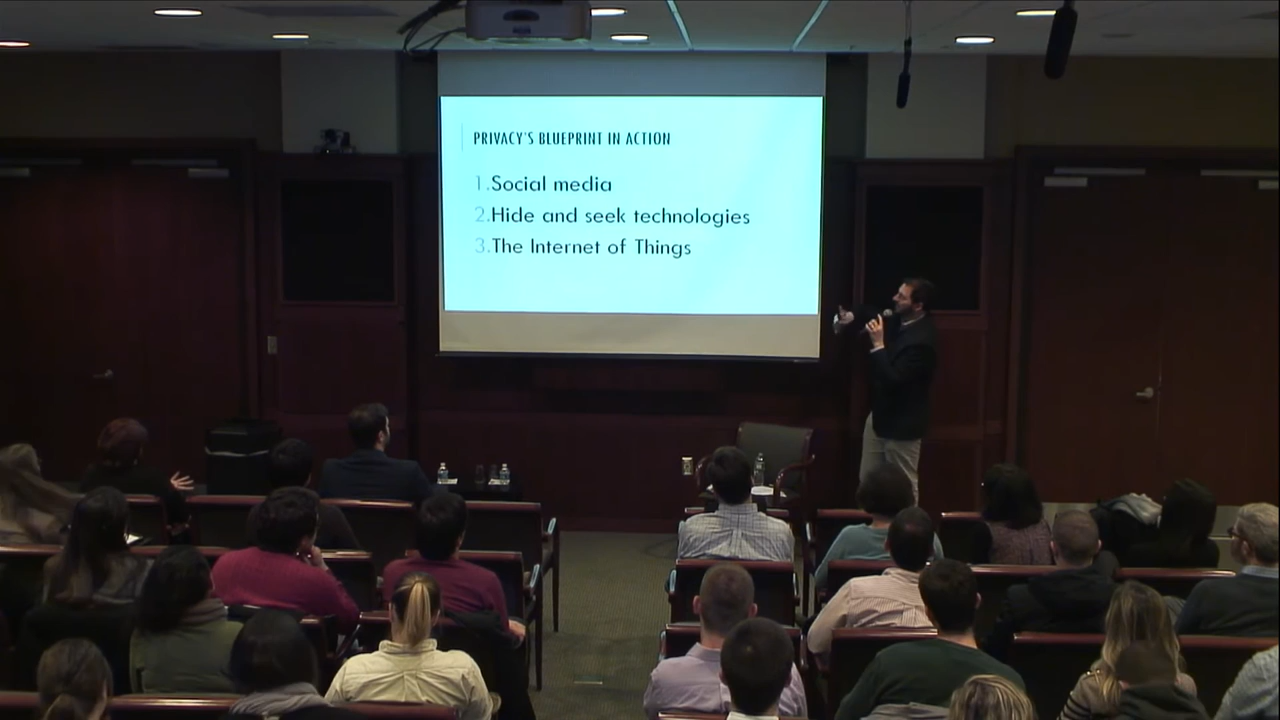 PRIVACY'S BLUEPRINT IN ACTION
1.Social media
2.Hide and seek technologies
3.The Internet of Things